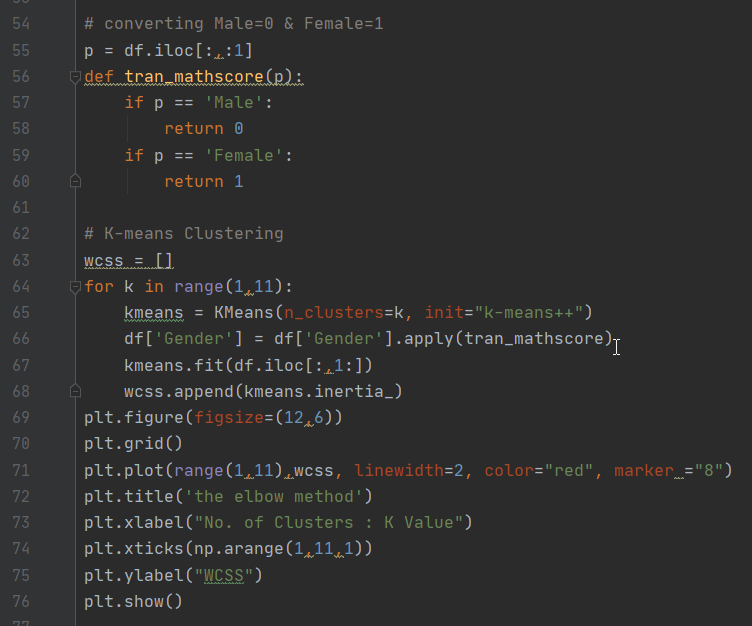 54 # converting Male=0 & Female=1
55 p = df.iloc[:,:1]
56 def tran_mathscore(p):
57     if p == 'Male':
58         return 0
59     if p == 'Female':
60         return 1
61
62 # K-means Clustering
63 wcss = []
64 for k in range(1,11):
65     kmeans = KMeans(n_clusters=k, init="k-means++")
66     df['Gender'] = df['Gender'].apply(tran_mathscore)
67     kmeans.fit(df.iloc[:,1:])
68     wcss.append(kmeans.inertia_)
69 plt.figure(figsize=(12,6))
70 plt.grid()
71 plt.plot(range(1,11),wcss, linewidth=2, color="red", marker ="8")
72 plt.title('the elbow method')
73 plt.xlabel("No. of Clusters : K Value")
74 plt.xticks(np.arange(1,11,1))
75 plt.ylabel("WCSS")
76 plt.show()